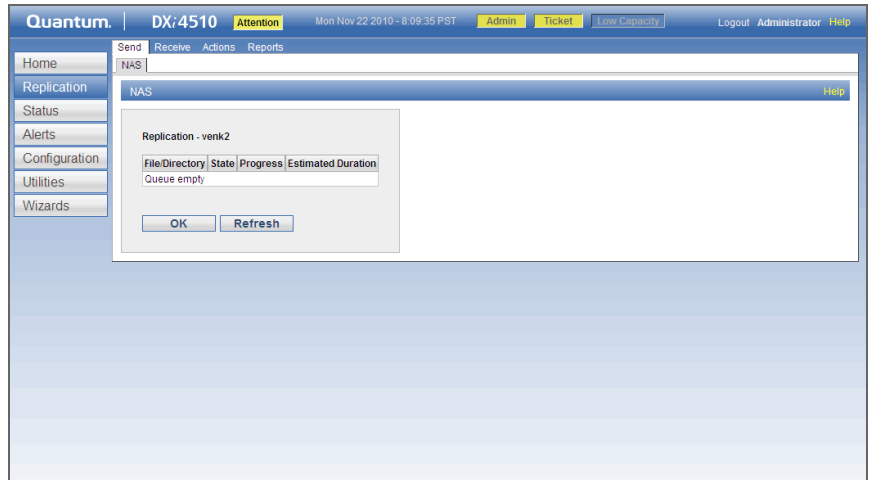 Quantum. DXi4510 Attention Mon Nov 22 2010 - 8:09:35 PST Admin Ticket Low Capacity Logout Administrator Help
Send Receive Actions Reports
NAS
Home
Replication
Status
Alerts
Configuration
Utilities
Wizards
NAS Help
Replication - venk2
File/Directory State Progress Estimated Duration
Queue empty
OK Refresh